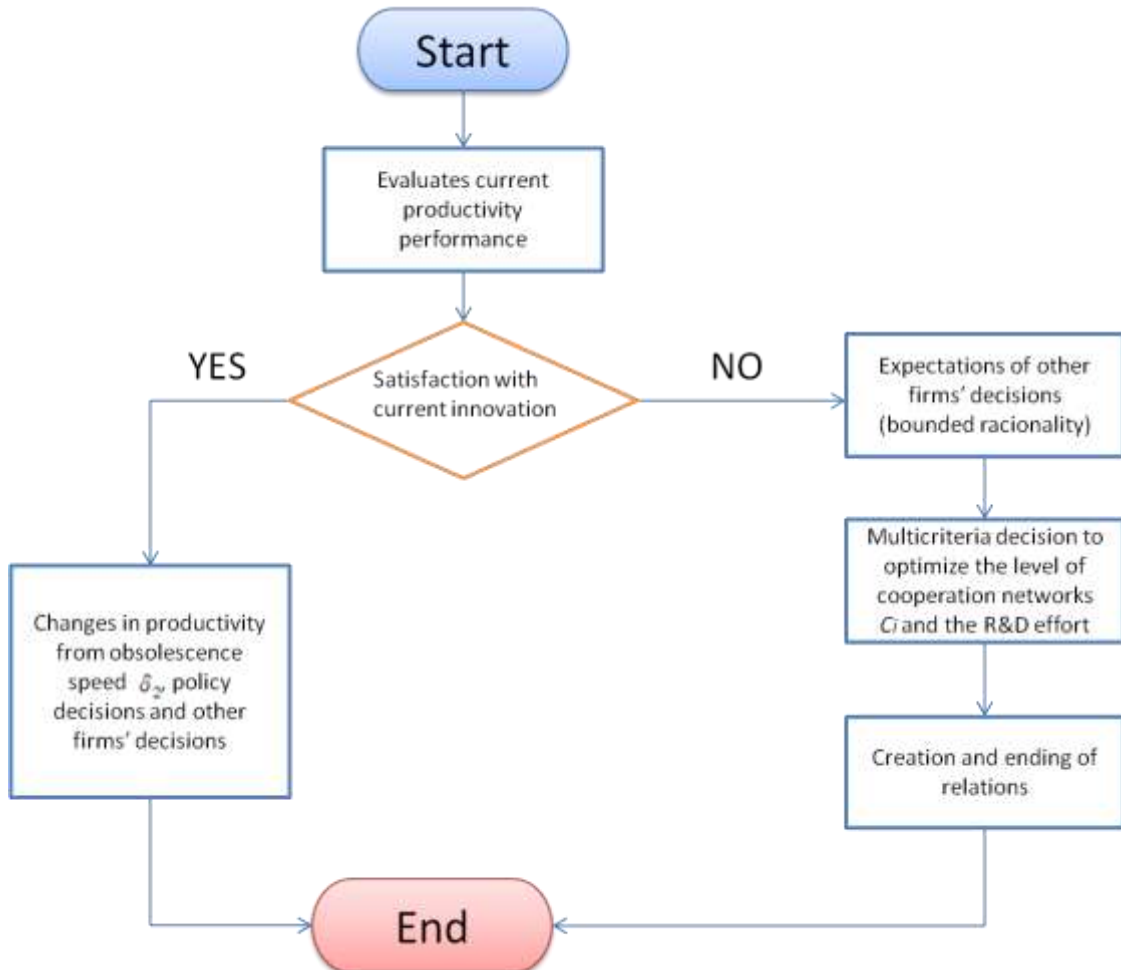 Start
Evaluates current
productivity
performance
YES
Satisfaction with
current innovation
NO
Expectations of other
firms’ decisions
(bounded racionality)
Multicriteria decision to
optimize the level of
cooperation networks
Ci and the R&D effort
Changes in productivity
from obsolescence
speed δ̂₂, policy
decisions and other
firms’ decisions
Creation and ending of
relations
End